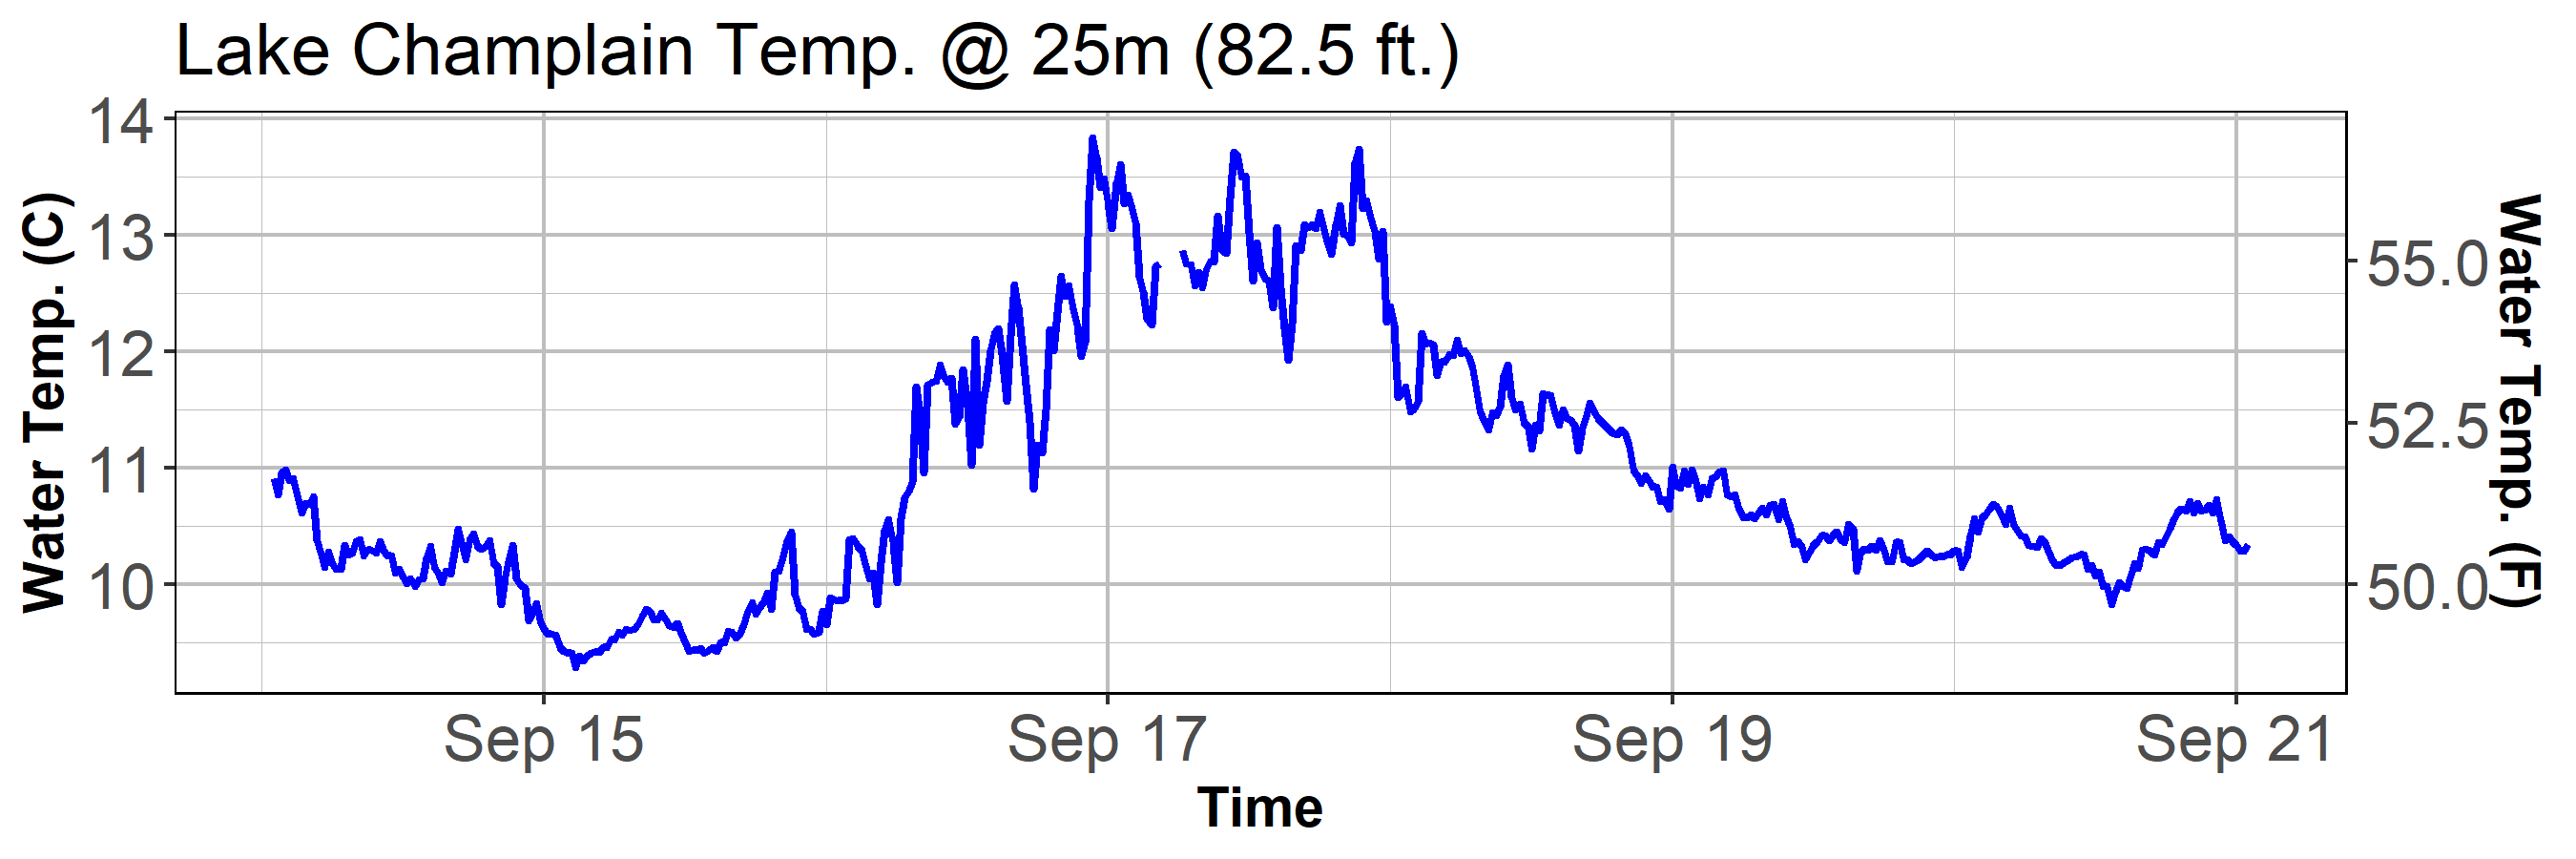 Lake Champlain Temp. @ 25m (82.5 ft.)
Water Temp. (C)
14
13
12
11
10
55.0
52.5
50.0
Water Temp. (F)
Sep 15
Sep 17
Sep 19
Sep 21
Time